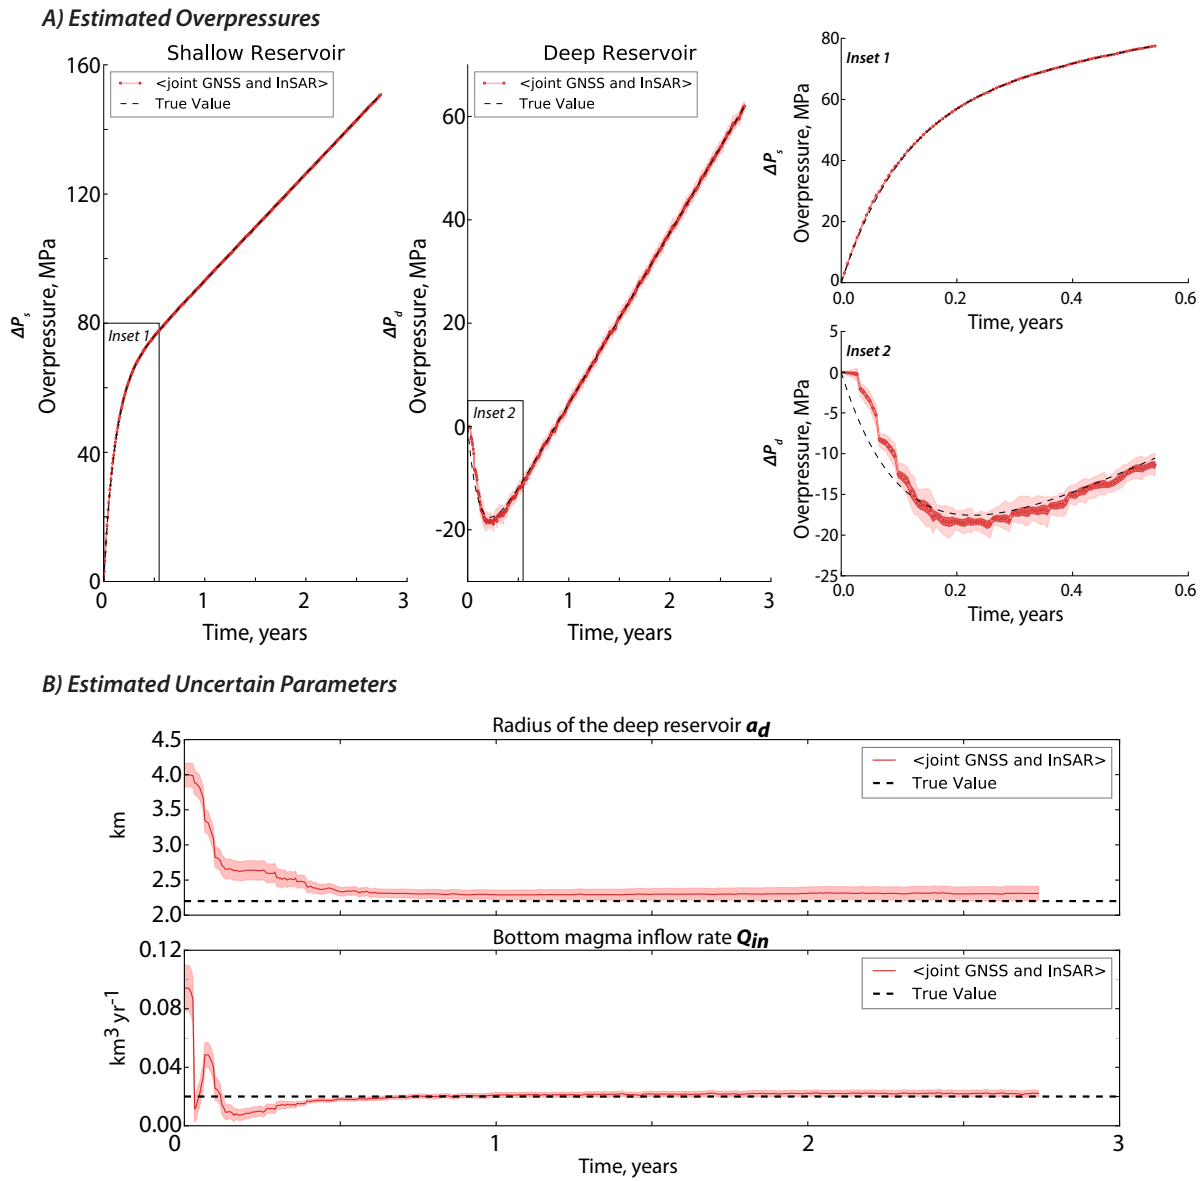 A) Estimated Overpressures
Shallow Reservoir
<joint GNSS and InSAR>
True Value
160
120
80
40
0
ΔPs
Overpressure, MPa
Inset 1
0 1 2 3
Time, years
Deep Reservoir
<joint GNSS and InSAR>
True Value
60
40
20
0
-20
ΔPd
Overpressure, MPa
Inset 2
0 1 2 3
Time, years
Inset 1
80
60
40
20
0
ΔPs
Overpressure, MPa
0.0 0.2 0.4 0.6
Time, years
Inset 2
0
-5
-10
-15
-20
-25
ΔPd
Overpressure, MPa
0.0 0.2 0.4 0.6
Time, years
B) Estimated Uncertain Parameters
Radius of the deep reservoir ad
<joint GNSS and InSAR>
True Value
4.5
4.0
3.5
3.0
2.5
2.0
km
Bottom magma inflow rate Qin
<joint GNSS and InSAR>
True Value
0.12
0.08
0.04
0.00
km3 yr-1
0 1 2 3
Time, years